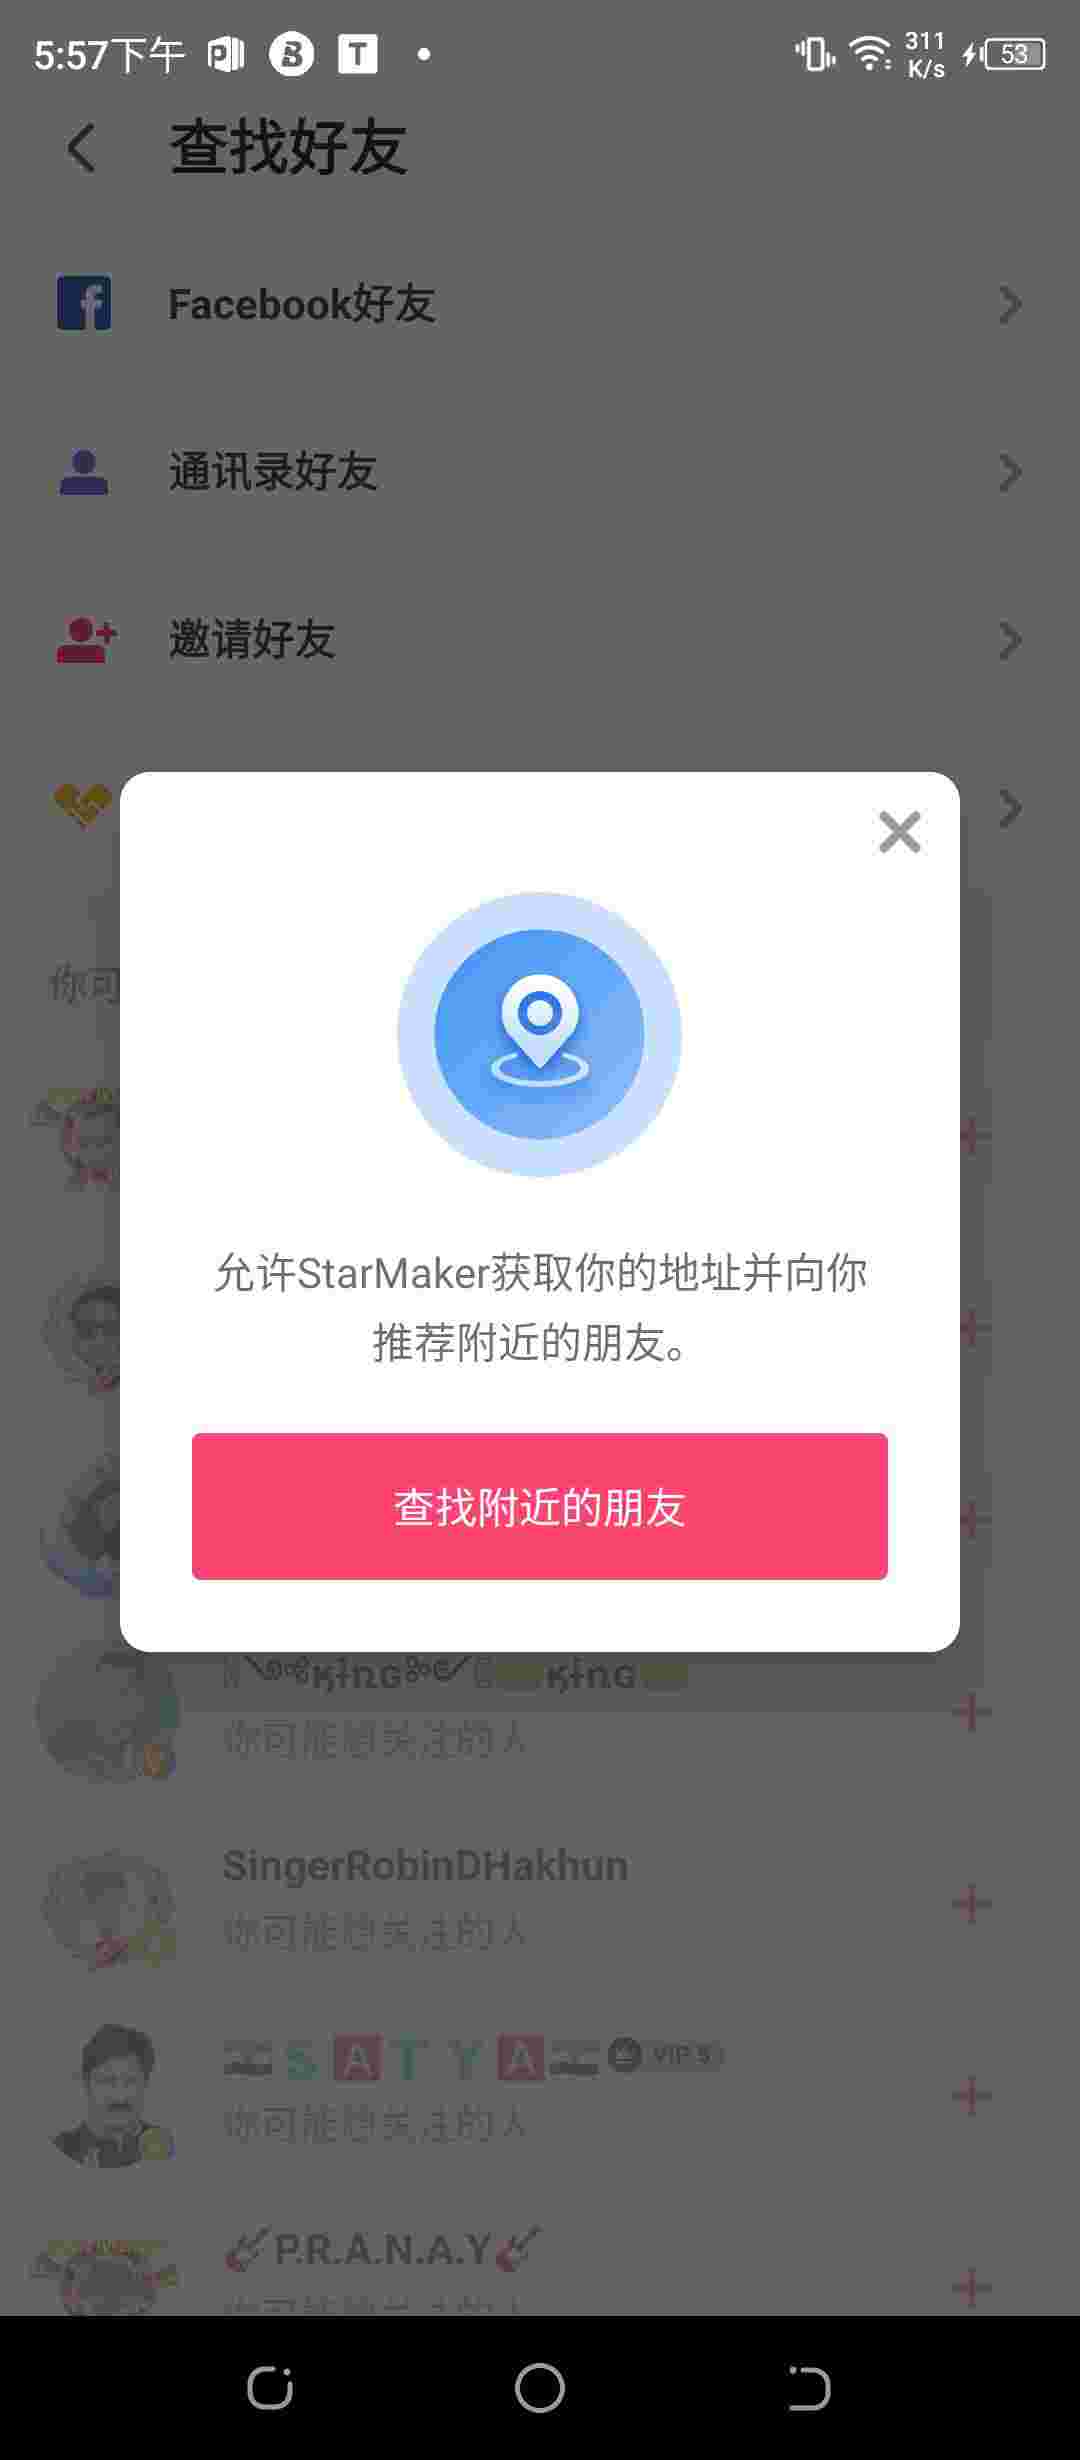 5:57下午
311
K/s
53
查找好友
Facebook好友
通讯录好友
邀请好友
你可
允许StarMaker获取你的地址并向你
推荐附近的朋友。
查找附近的朋友
你可能想关注的人
SingerRobinDHakhun
你可能想关注的人
S A T Y A VIP 5
你可能想关注的人
P.R.A.N.A.Y